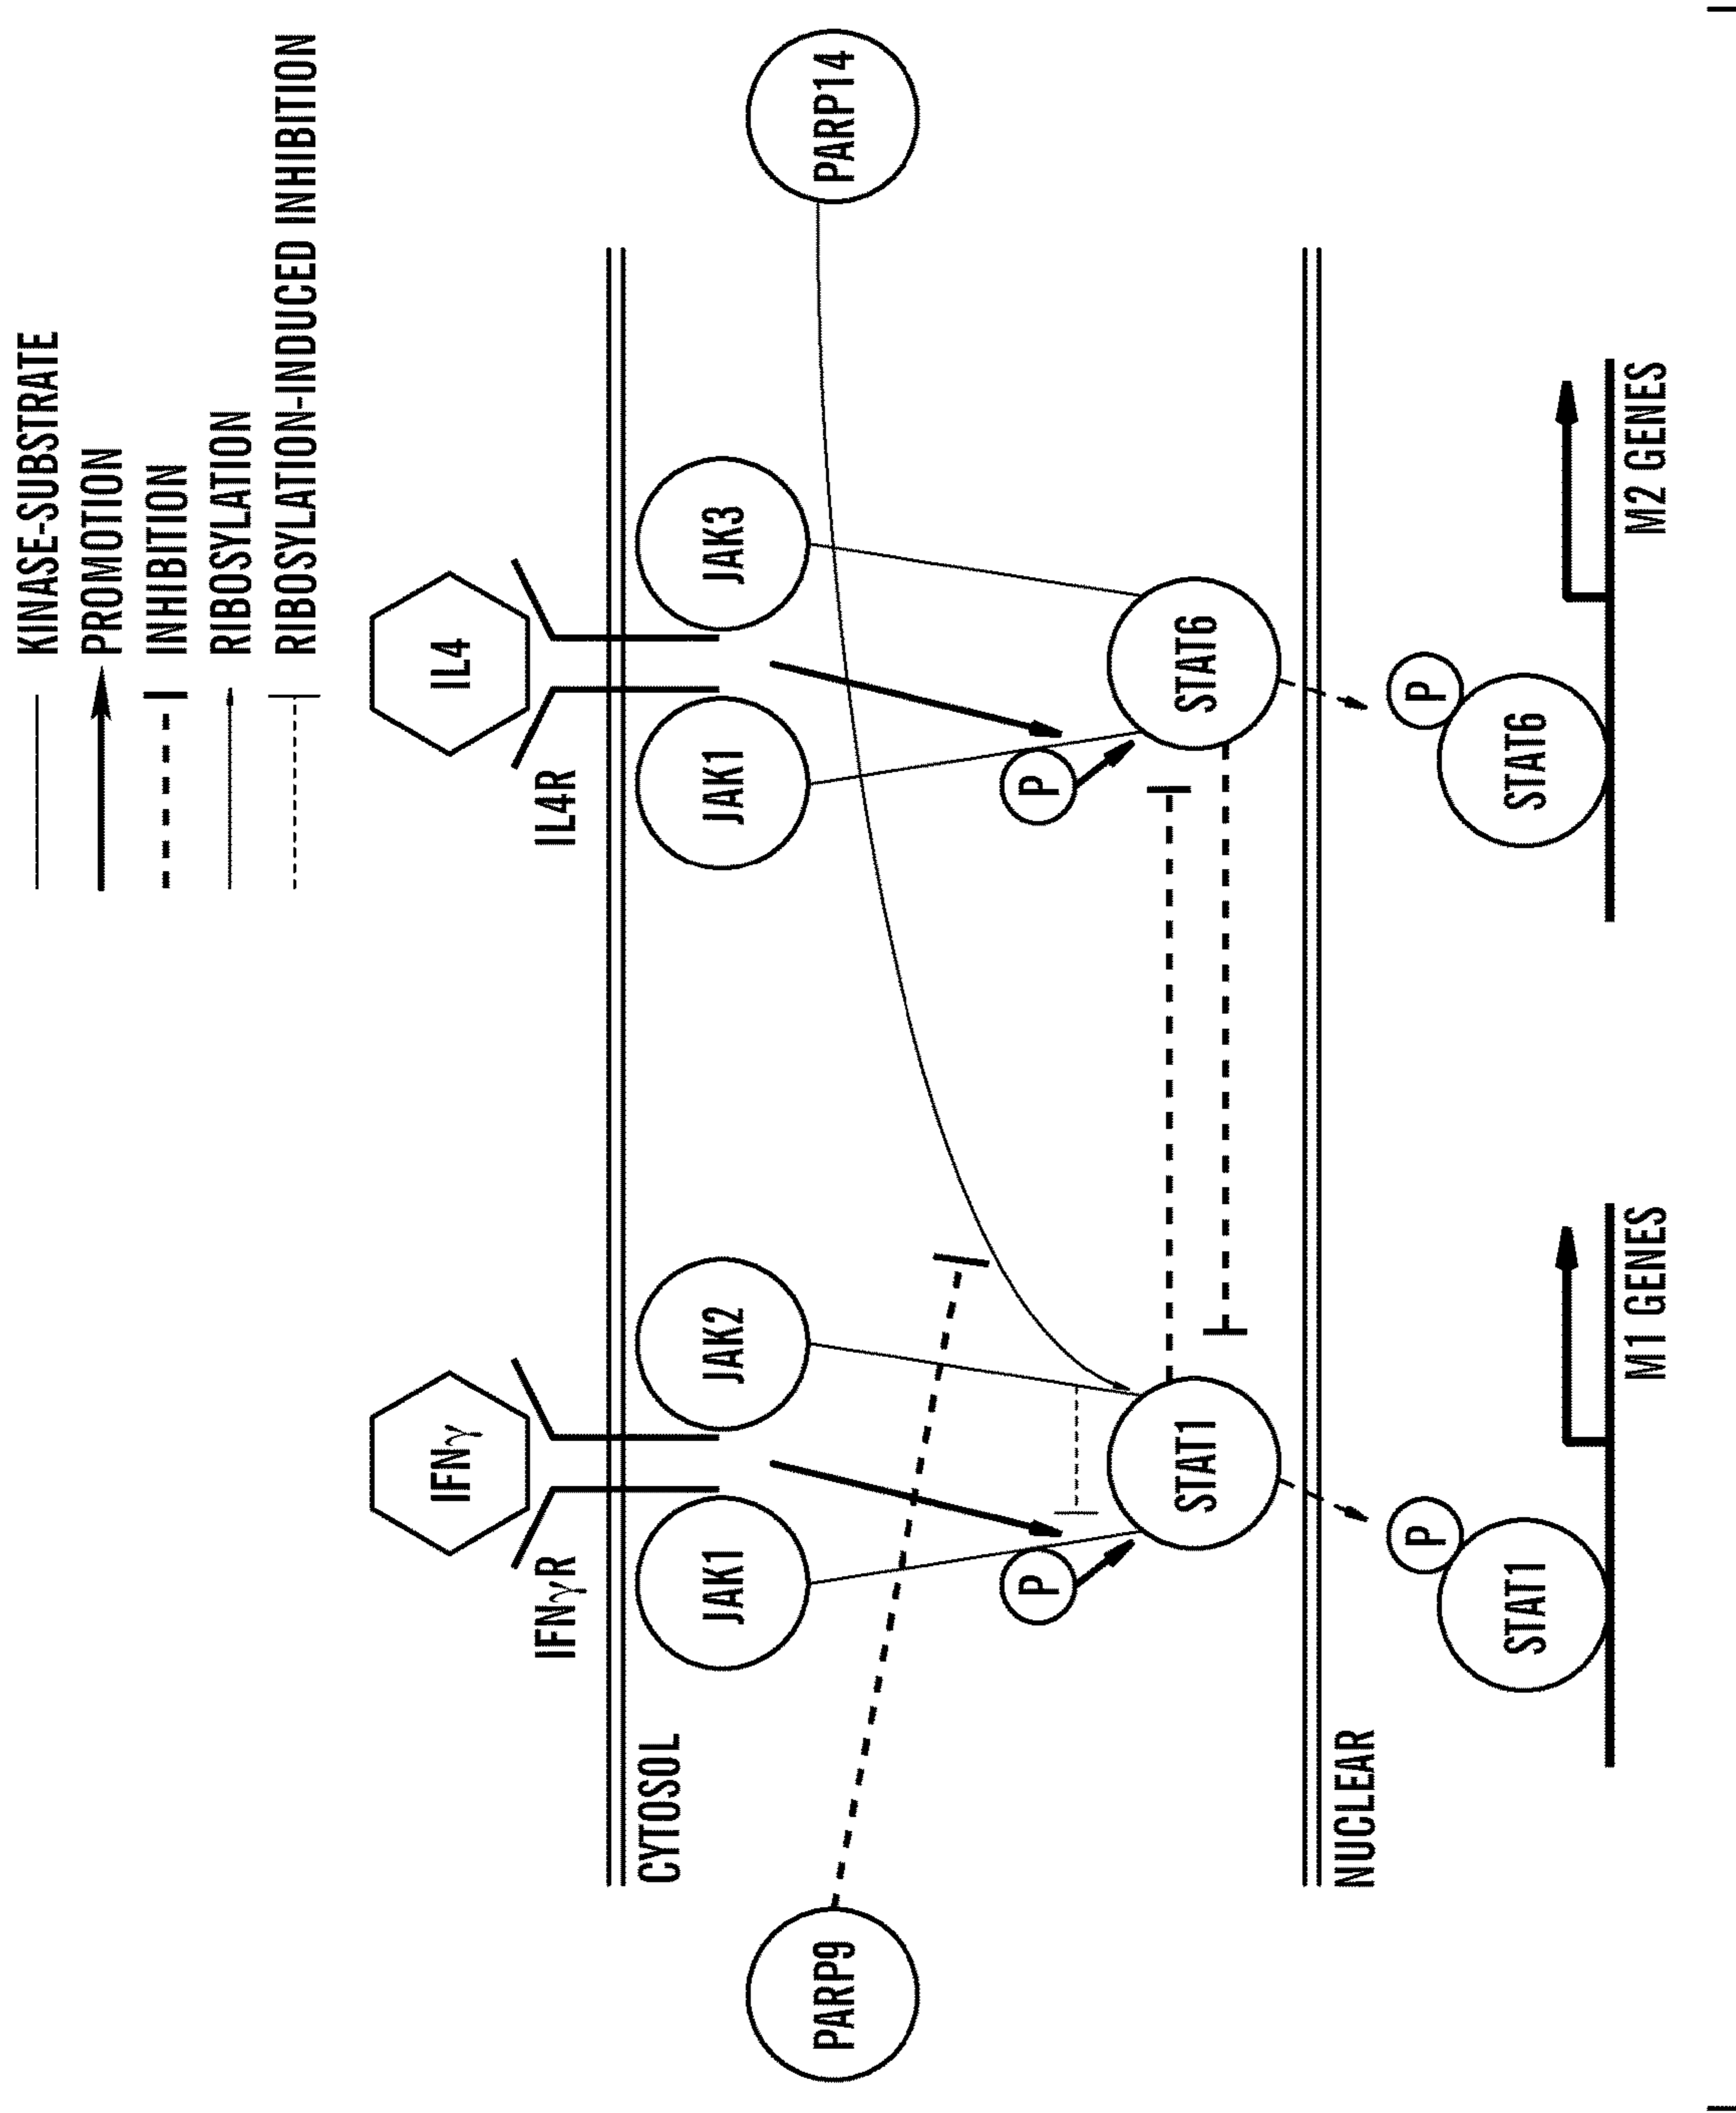 KINASE-SUBSTRATE
PROMOTION
INHIBITION
RIBOSYLATION
RIBOSYLATION-INDUCED INHIBITION
IFNγ
IL4
IFNγR
IL4R
CYTOSOL
JAK1
JAK2
JAK1
JAK3
PARP9
PARP14
P
P
STAT1
STAT6
NUCLEAR
P
P
STAT1
STAT6
M1 GENES
M2 GENES